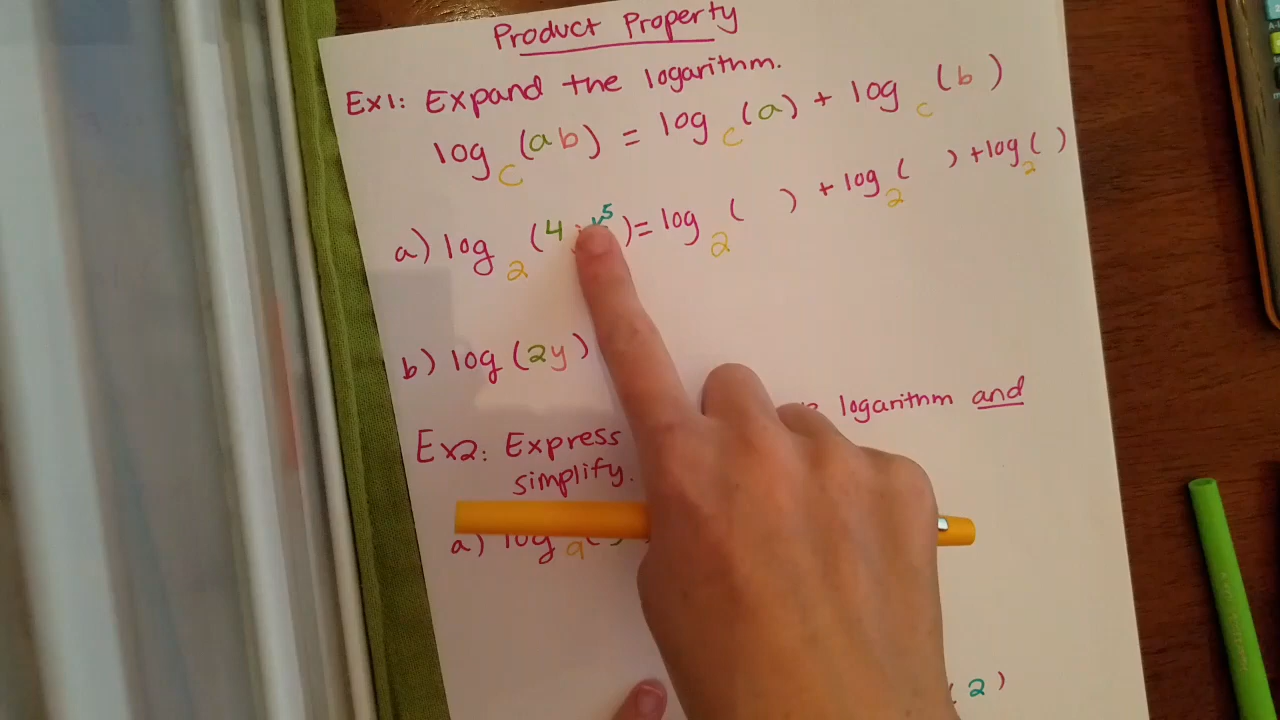 Product Property
Ex1: Expand the logarithm.
log c (ab) = log c (a) + log c (b)
a) log 2 (4 5 ) = log 2 ( ) + log 2 ( ) + log 2 ( )
b) log (2y)
Ex2: Express logarithm and
simplify.
a) log
2 )